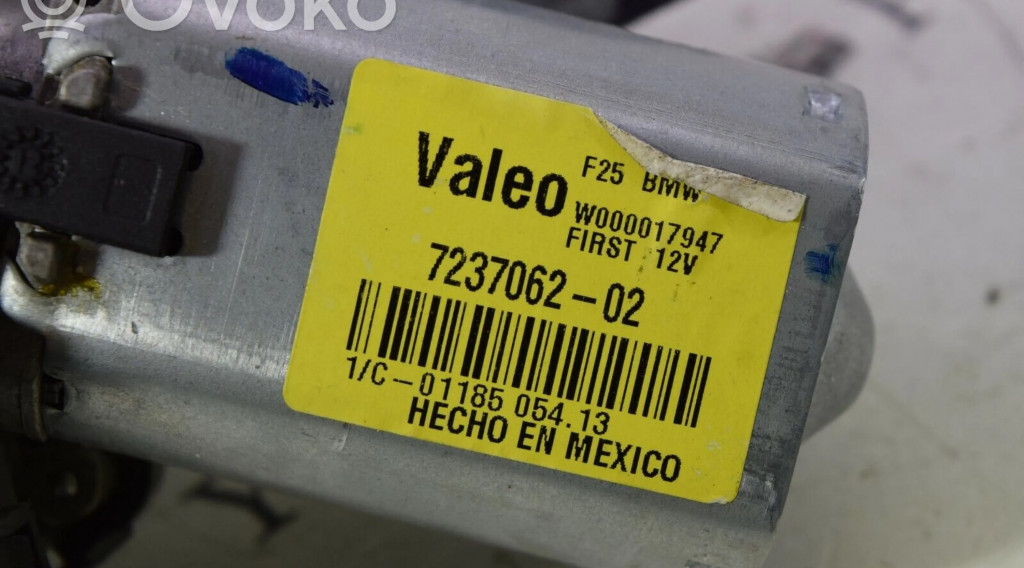 OVOKO
Valeo
F25 BMW
W000017947
FIRST 12V
7237062-02
1/C-01185 054.13
HECHO EN MEXICO